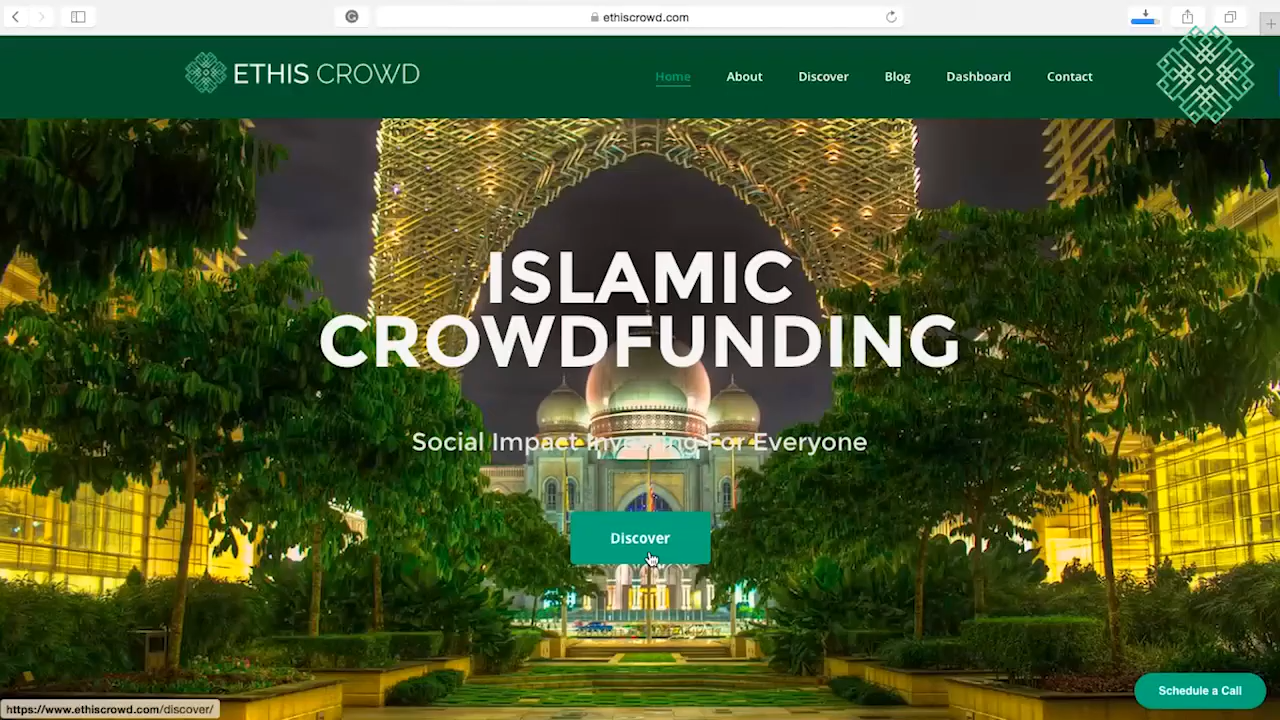 ethiscrowd.com
ETHIS CROWD
Home
About
Discover
Blog
Dashboard
Contact
ISLAMIC
CROWDFUNDING
Social Impact Investing For Everyone
Discover
Schedule a Call
https://www.ethiscrowd.com/discover/